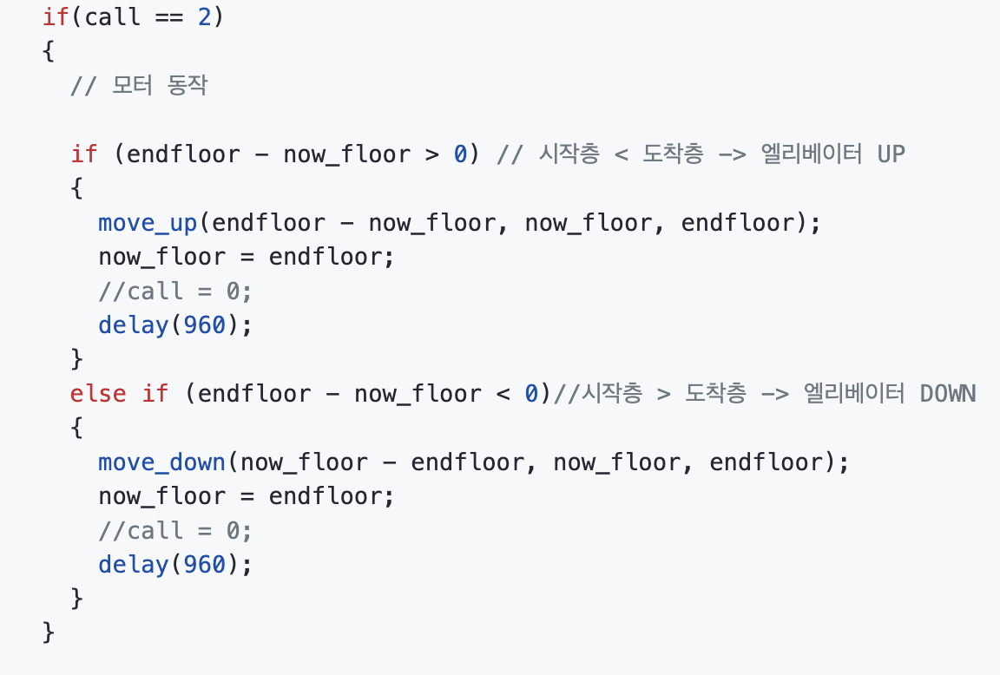 if(call == 2)
{
// 모터 동작
if (endfloor - now_floor > 0) // 시작층 < 도착층 -> 엘리베이터 UP
{
move_up(endfloor - now_floor, now_floor, endfloor);
now_floor = endfloor;
//call = 0;
delay(960);
}
else if (endfloor - now_floor < 0)//시작층 > 도착층 -> 엘리베이터 DOWN
{
move_down(now_floor - endfloor, now_floor, endfloor);
now_floor = endfloor;
//call = 0;
delay(960);
}
}